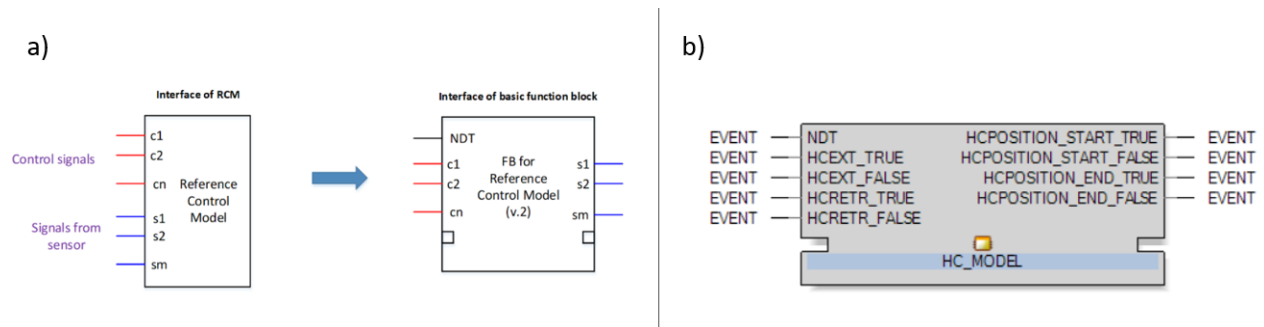 a)
Interface of RCM
Control signals
Signals from
sensor
c1
c2
cn
s1
s2
sm
Reference
Control
Model
Interface of basic function block
NDT
c1
c2
cn
FB for
Reference
Control Model
(v.2)
s1
s2
sm
b)
EVENT NDT HCPOSITION_START_TRUE EVENT
EVENT HCEXT_TRUE HCPOSITION_START_FALSE EVENT
EVENT HCEXT_FALSE HCPOSITION_END_TRUE EVENT
EVENT HCRETR_TRUE HCPOSITION_END_FALSE EVENT
EVENT HCRETR_FALSE
HC_MODEL